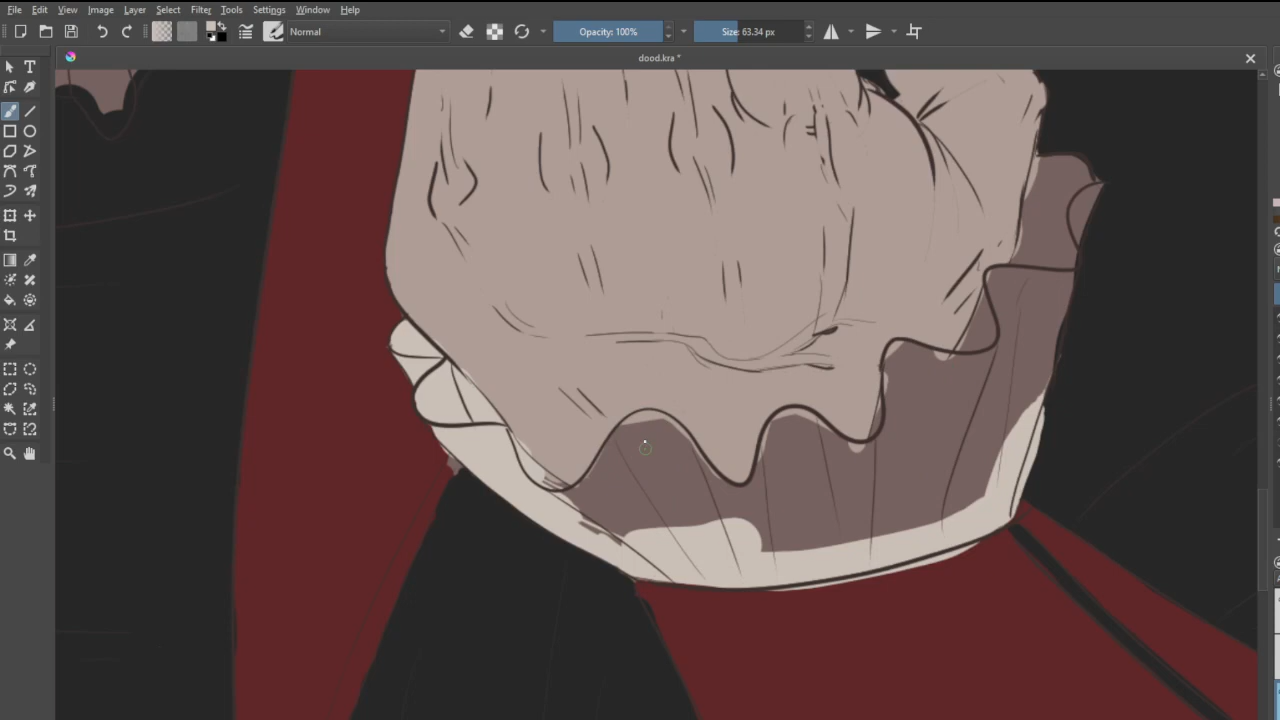 File Edit View Image Layer Select Filter Tools Settings Window Help
Normal Opacity: 100% Size: 63.34 px
dood.kra *